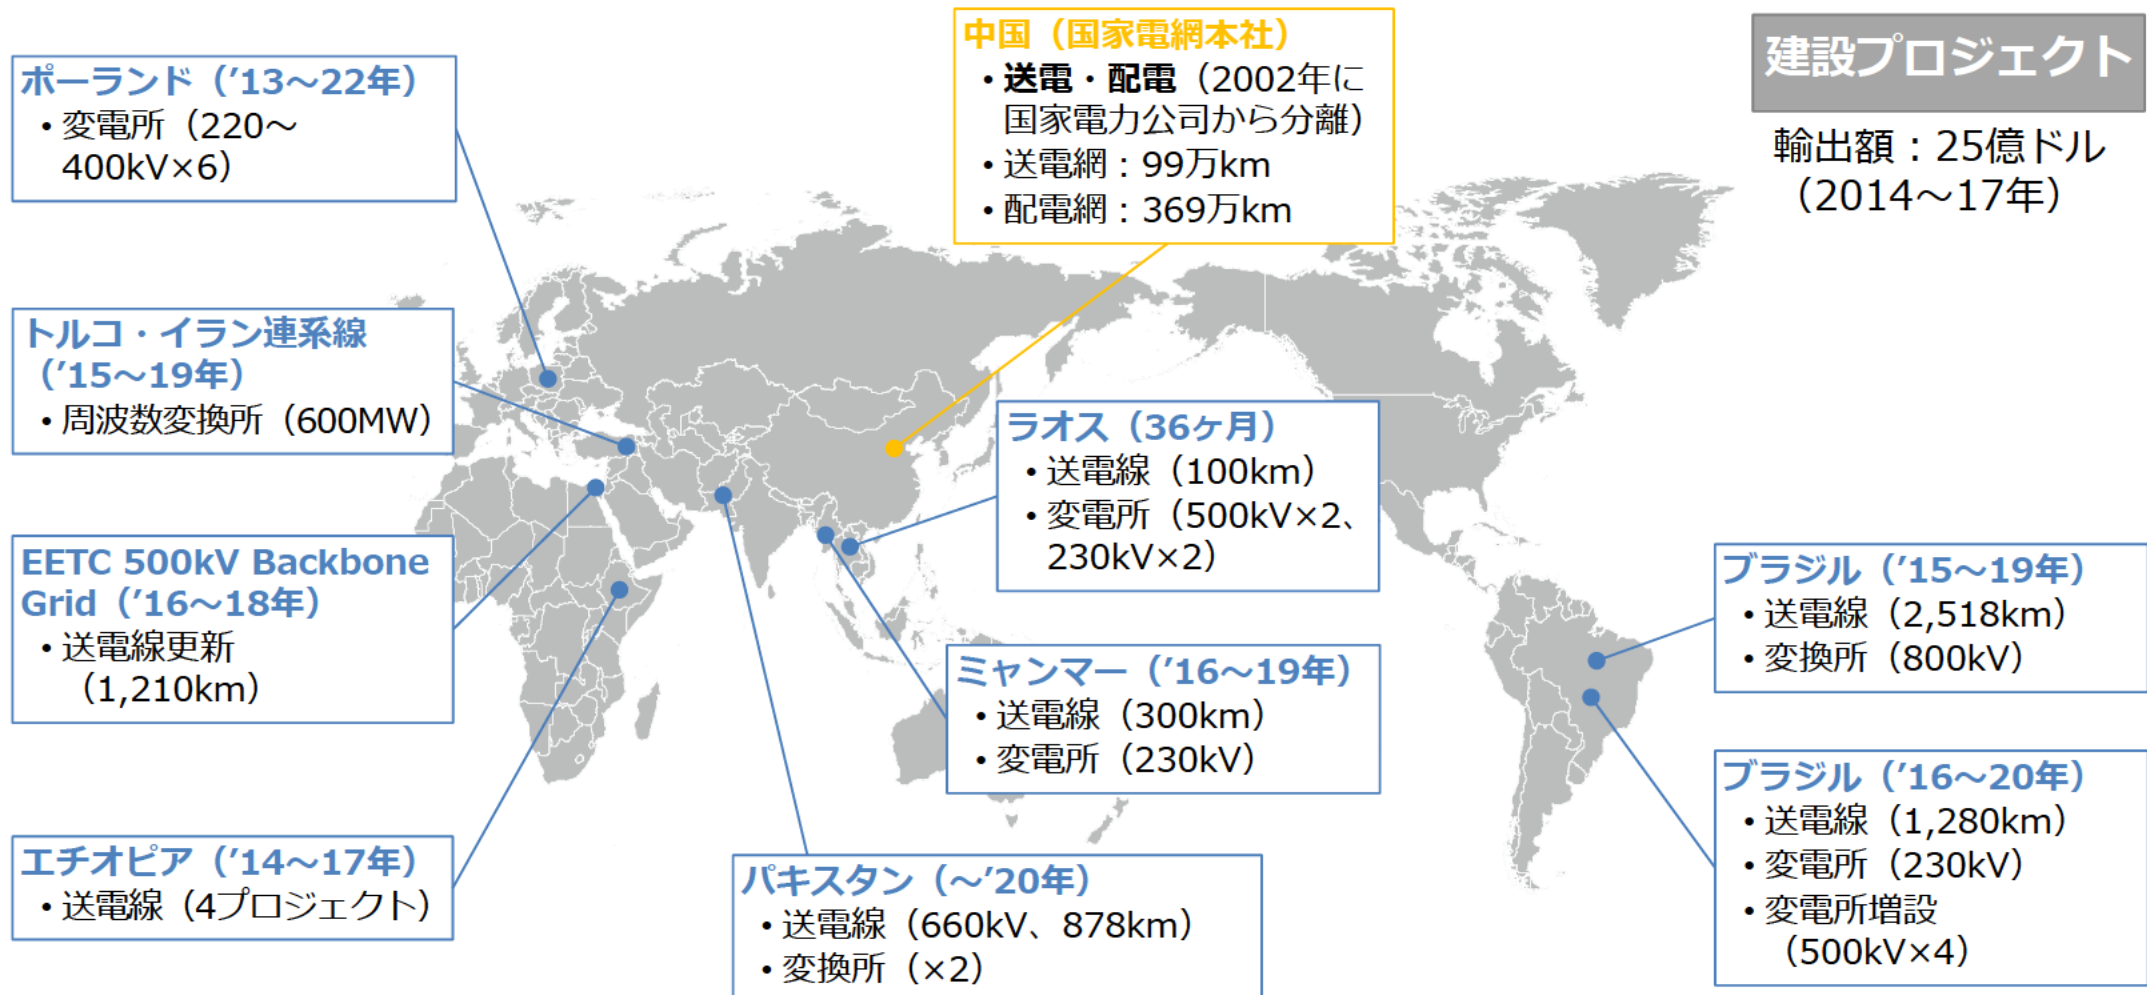 中国（国家電網本社）
• 送電・配電（2002年に
国家電力公司から分離）
• 送電網：99万km
• 配電網：369万km
建設プロジェクト
輸出額：25億ドル
（2014～17年）
ポーランド（’13～22年）
• 変電所（220～
400kV×6）
トルコ・イラン連系線
（’15～19年）
• 周波数変換所（600MW）
EETC 500kV Backbone
Grid（’16～18年）
• 送電線更新
（1,210km）
エチオピア（’14～17年）
• 送電線（4プロジェクト）
ラオス（36ヶ月）
• 送電線（100km）
• 変電所（500kV×2、
230kV×2）
ミャンマー（’16～19年）
• 送電線（300km）
• 変電所（230kV）
パキスタン（～’20年）
• 送電線（660kV、878km）
• 変換所（×2）
ブラジル（’15～19年）
• 送電線（2,518km）
• 変換所（800kV）
ブラジル（’16～20年）
• 送電線（1,280km）
• 変電所（230kV）
• 変電所増設
（500kV×4）